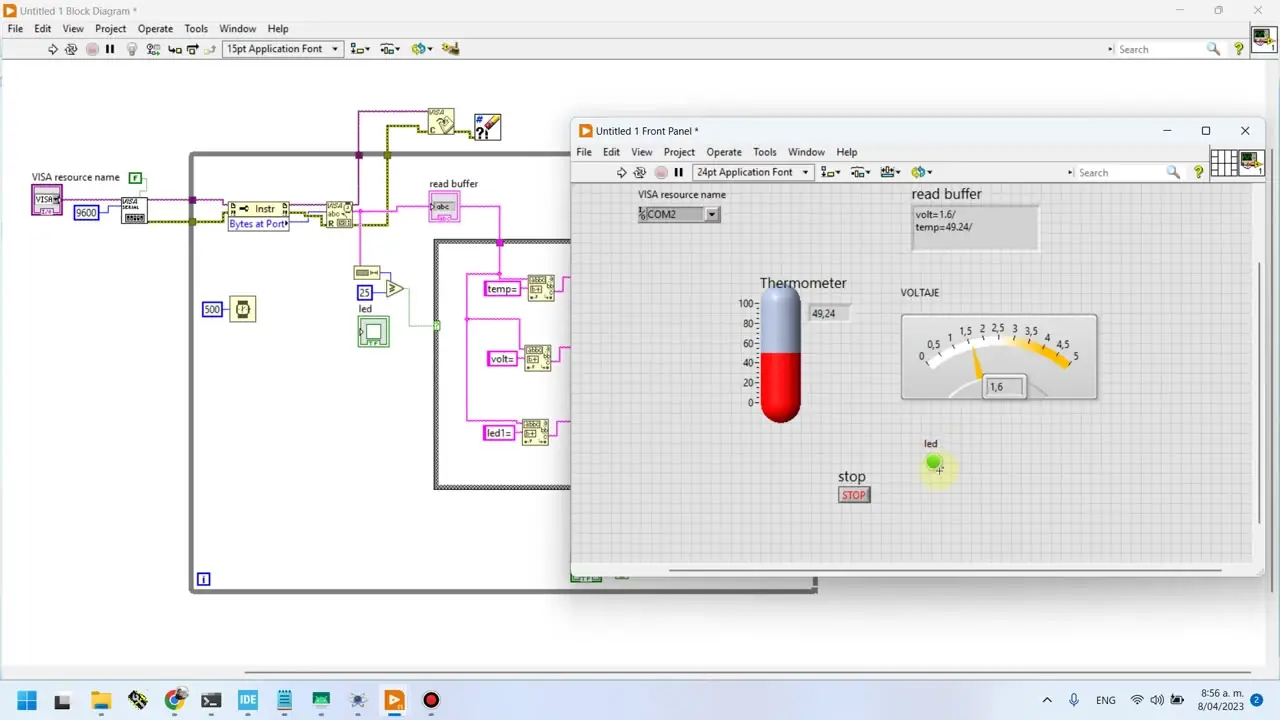 Untitled 1 Block Diagram *
File Edit View Project Operate Tools Window Help
15pt Application Font
Search
VISA resource name
9600
Instr
Bytes at Port
read buffer
abc
25
led
500
temp=
volt=
led1=
i
Untitled 1 Front Panel *
File Edit View Project Operate Tools Window Help
24pt Application Font
Search
VISA resource name
COM2
read buffer
volt=1.6/
temp=49.24/
Thermometer
49,24
100
80
60
40
20
0
VOLTAJE
0 0,5 1 1,5 2 2,5 3 3,5 4 4,5 5
1,6
led
stop
STOP
IDE
ENG
8:56 a. m.
8/04/2023
2